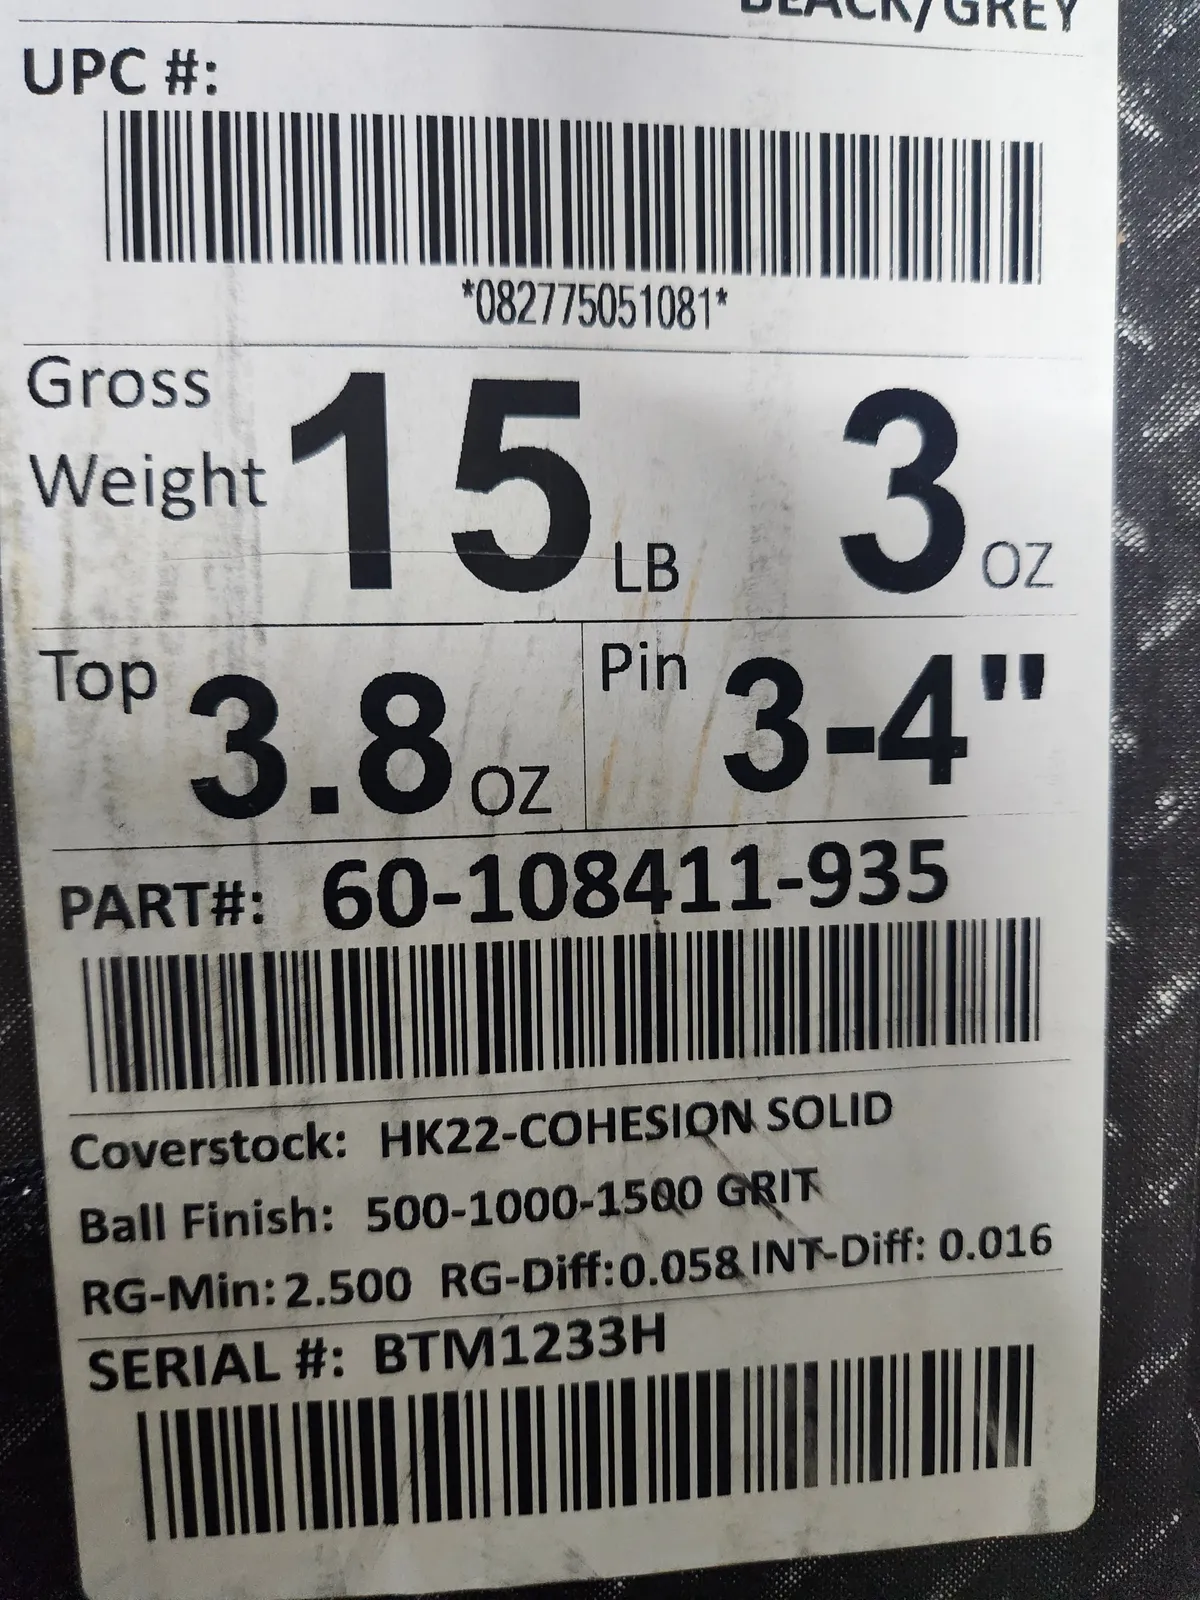 BLACK/GREY
UPC #:
*082775051081*
Gross Weight 15 LB 3 OZ
Top 3.8 OZ Pin 3-4"
PART#: 60-108411-935
Coverstock: HK22-COHESION SOLID
Ball Finish: 500-1000-1500 GRIT
RG-Min: 2.500 RG-Diff: 0.058 INT-Diff: 0.016
SERIAL #: BTM1233H